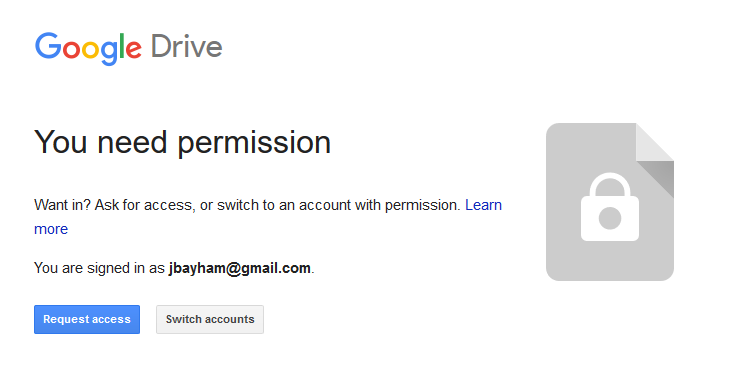 Google Drive
You need permission
Want in? Ask for access, or switch to an account with permission. Learn
more
You are signed in as jbayham@gmail.com.
Request access Switch accounts